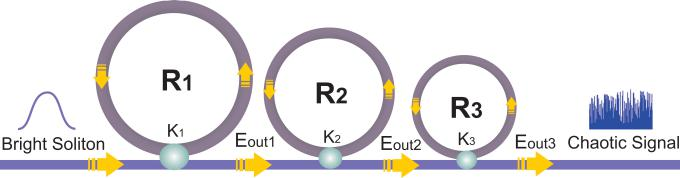 R1
R2
R3
K1
K2
K3
Bright Soliton
Eout1
Eout2
Eout3
Chaotic Signal